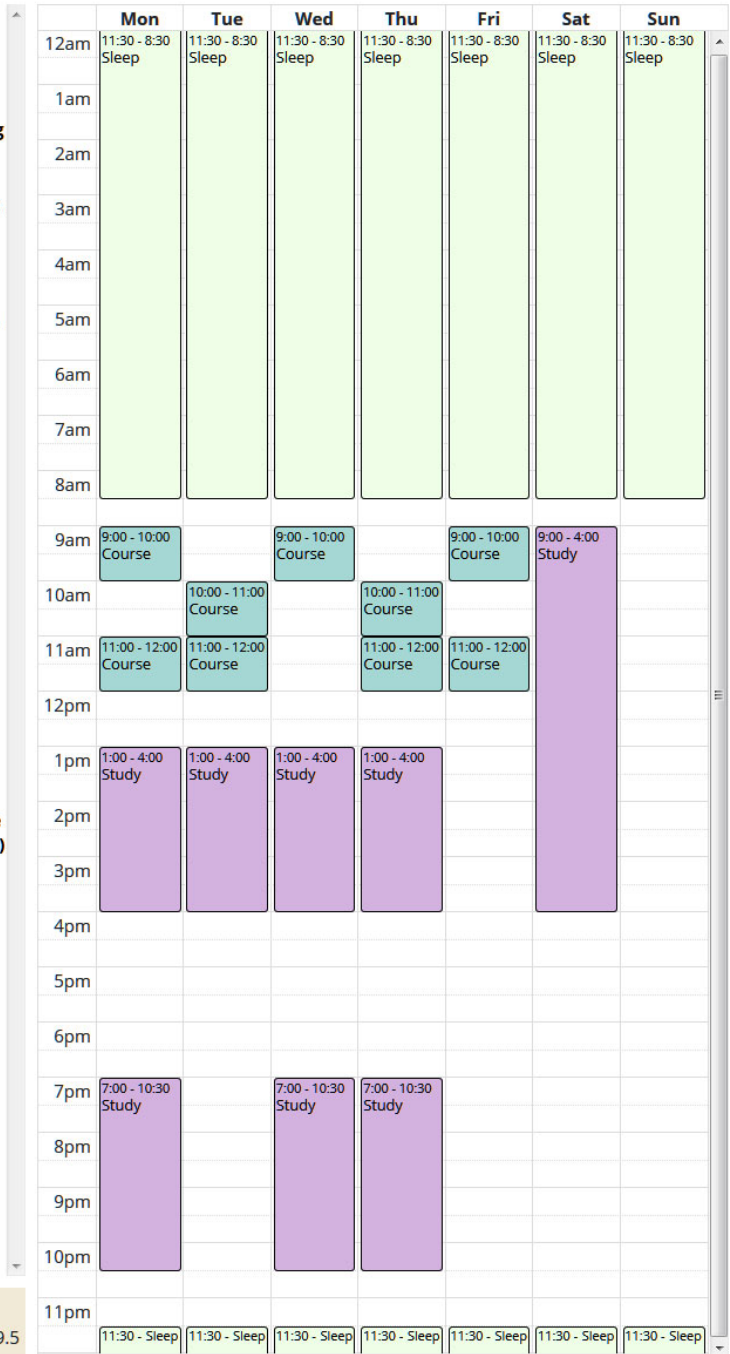 Mon Tue Wed Thu Fri Sat Sun
12am
11:30 - 8:30 11:30 - 8:30 11:30 - 8:30 11:30 - 8:30 11:30 - 8:30 11:30 - 8:30 11:30 - 8:30
Sleep Sleep Sleep Sleep Sleep Sleep Sleep
1am
2am
3am
4am
5am
6am
7am
8am
9am
9:00 - 10:00 9:00 - 10:00 9:00 - 10:00 9:00 - 4:00
Course Course Course Study
10am
10:00 - 11:00 10:00 - 11:00
Course Course
11am
11:00 - 12:00 11:00 - 12:00 11:00 - 12:00 11:00 - 12:00
Course Course Course Course
12pm
1pm
1:00 - 4:00 1:00 - 4:00 1:00 - 4:00 1:00 - 4:00
Study Study Study Study
2pm
3pm
4pm
5pm
6pm
7pm
7:00 - 10:30 7:00 - 10:30 7:00 - 10:30
Study Study Study
8pm
9pm
10pm
11pm
11:30 - Sleep 11:30 - Sleep 11:30 - Sleep 11:30 - Sleep 11:30 - Sleep 11:30 - Sleep 11:30 - Sleep